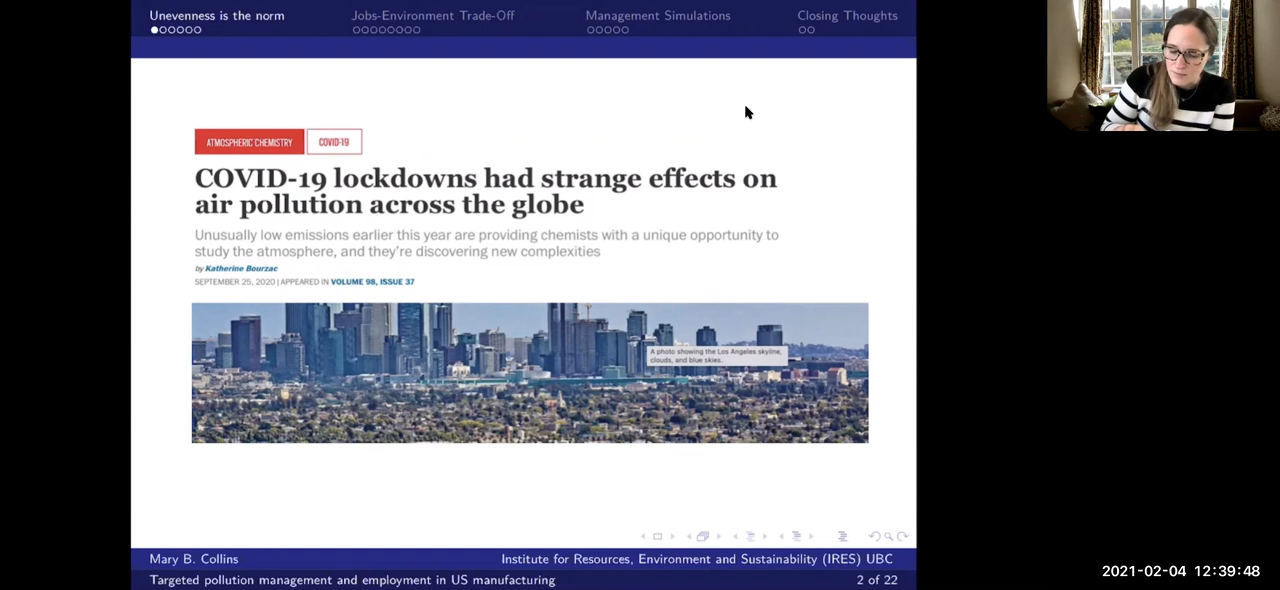 Unevenness is the norm
Jobs-Environment Trade-Off
Management Simulations
Closing Thoughts
ATMOSPHERIC CHEMISTRY
COVID-19
COVID-19 lockdowns had strange effects on
air pollution across the globe
Unusually low emissions earlier this year are providing chemists with a unique opportunity to
study the atmosphere, and they're discovering new complexities
by Katherine Bourzac
SEPTEMBER 25, 2020 | APPEARED IN VOLUME 98, ISSUE 37
A photo showing the Los Angeles skyline,
clouds, and blue skies.
Mary B. Collins
Institute for Resources, Environment and Sustainability (IRES) UBC
Targeted pollution management and employment in US manufacturing
2 of 22
2021-02-04 12:39:48